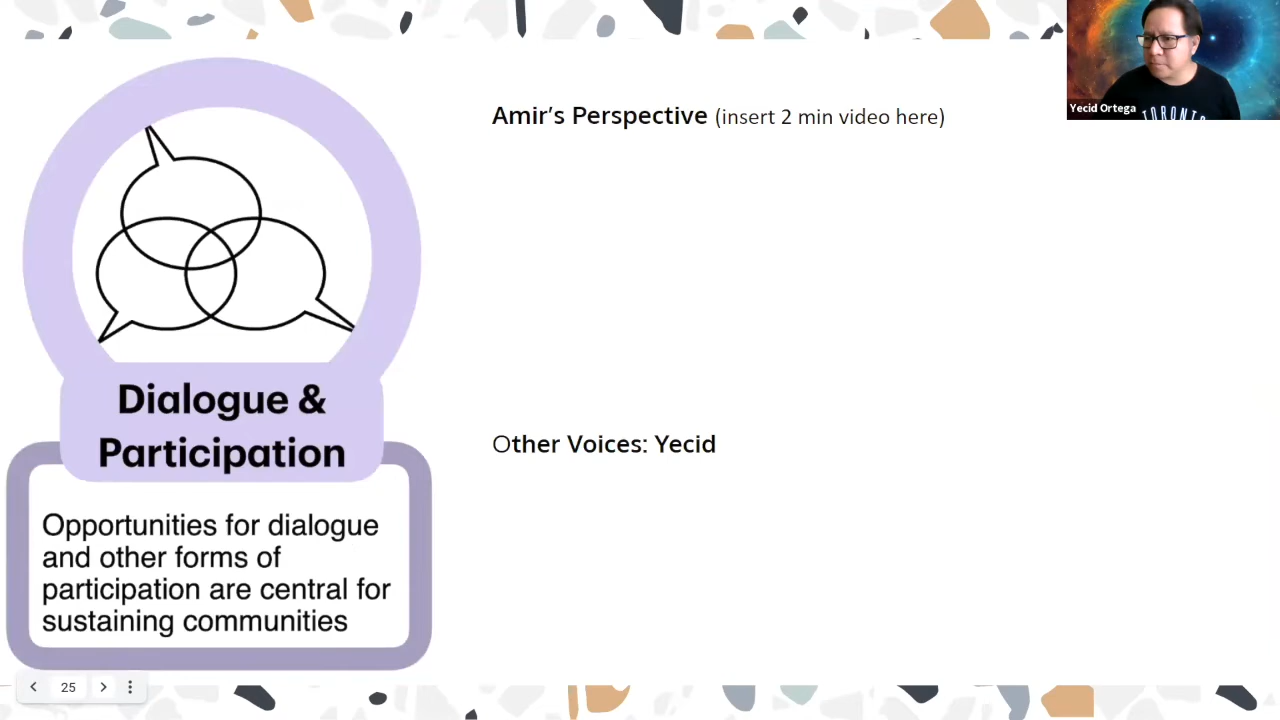 Amir’s Perspective (insert 2 min video here)
Yecid Ortega
TORONTO
Dialogue &
Participation
Other Voices: Yecid
Opportunities for dialogue
and other forms of
participation are central for
sustaining communities
25